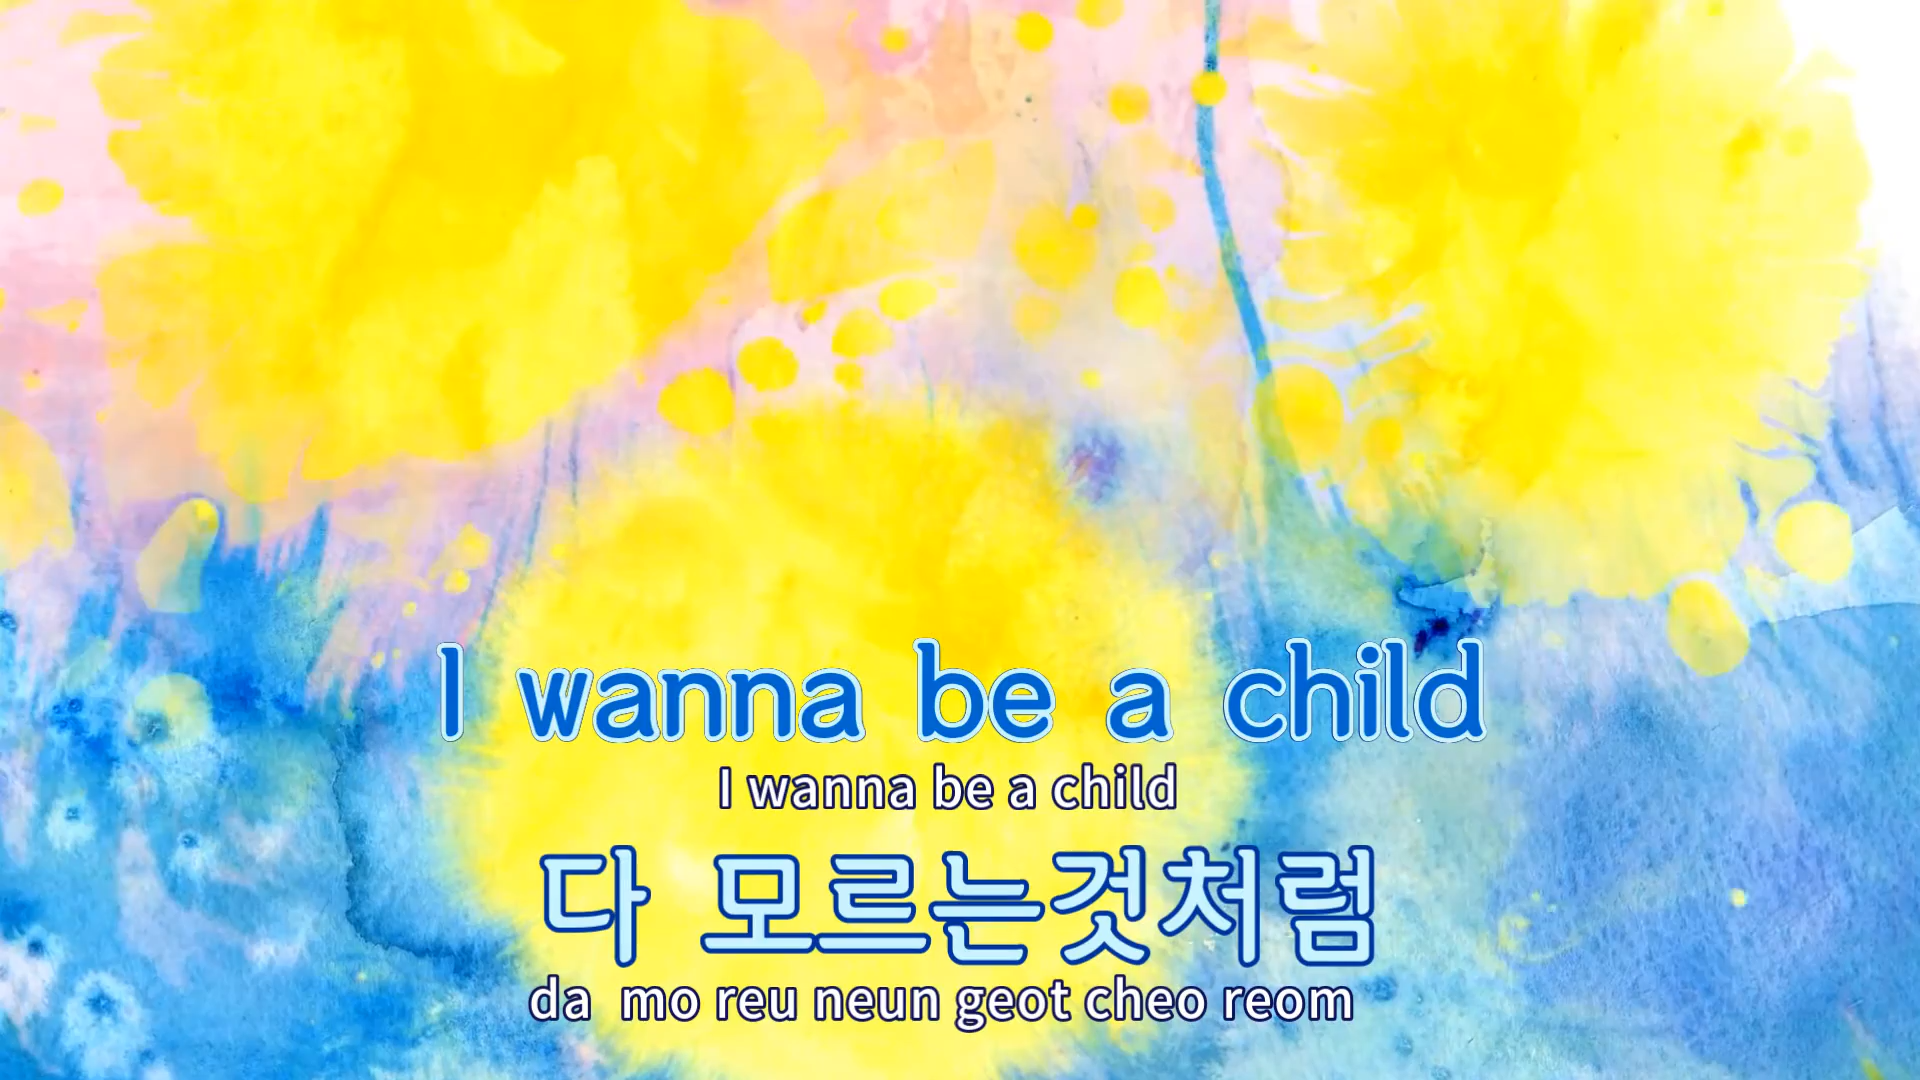 I wanna be a child
I wanna be a child
다 모르는것처럼
da mo reu neun geot cheo reom